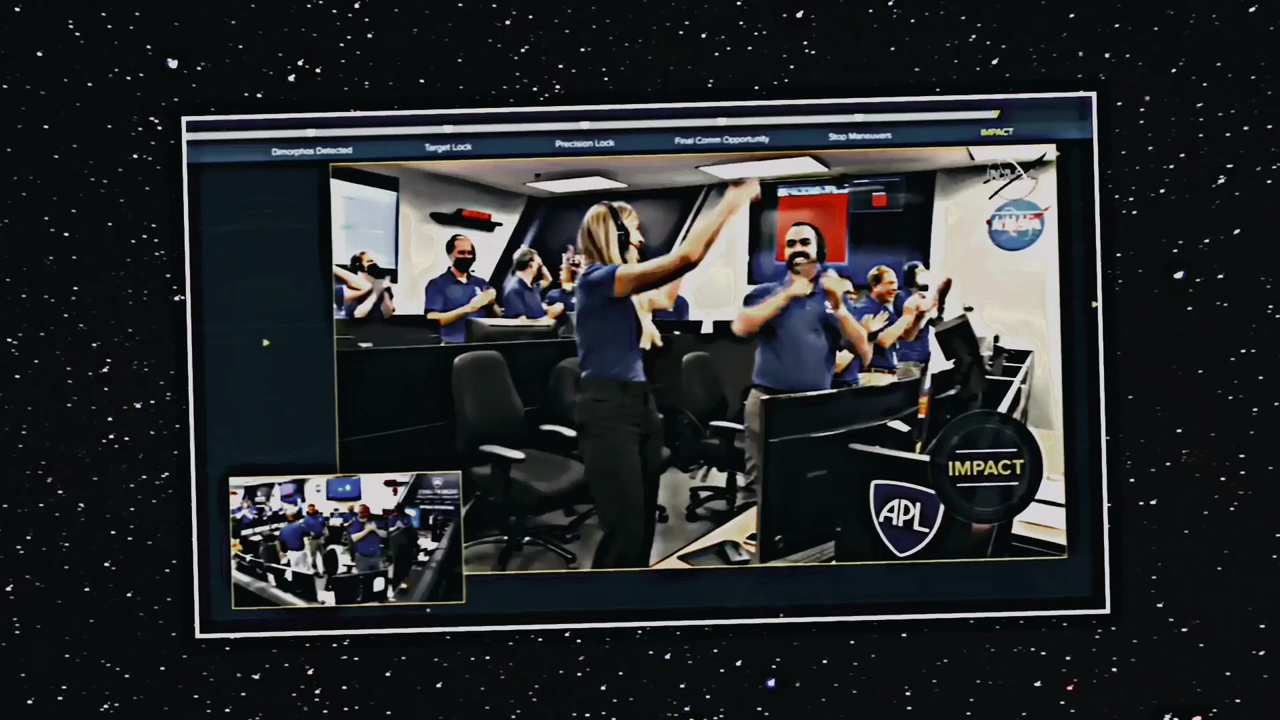 Dimorphos Detected
Target Lock
Precision Lock
Final Comm Opportunity
Stop Maneuvers
IMPACT
NASA
IMPACT
APL